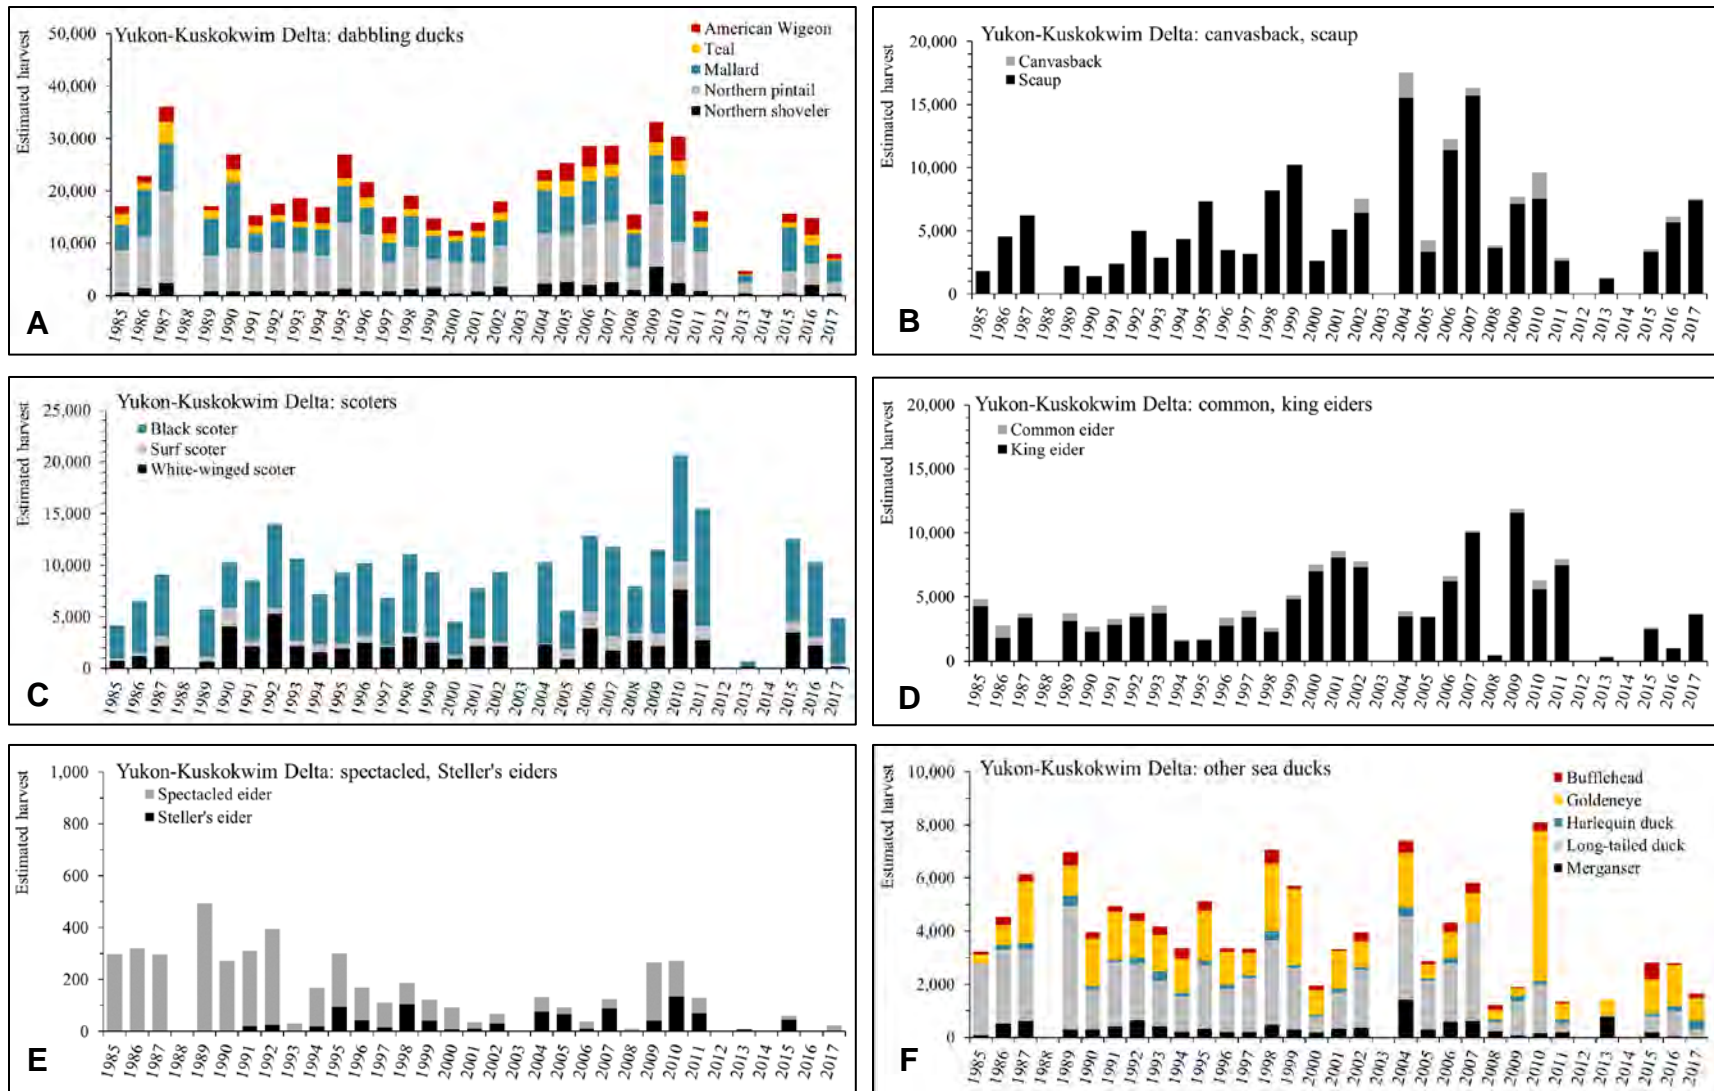 Yukon-Kuskokwim Delta: dabbling ducks
Estimated harvest
50,000
40,000
30,000
20,000
10,000
0
American Wigeon
Teal
Mallard
Northern pintail
Northern shoveler
1985 1986 1987 1988 1989 1990 1991 1992 1993 1994 1995 1996 1997 1998 1999 2000 2001 2002 2003 2004 2005 2006 2007 2008 2009 2010 2011 2012 2013 2014 2015 2016 2017
A
Yukon-Kuskokwim Delta: canvasback, scaup
Estimated harvest
20,000
15,000
10,000
5,000
0
Canvasback
Scaup
1985 1986 1987 1988 1989 1990 1991 1992 1993 1994 1995 1996 1997 1998 1999 2000 2001 2002 2003 2004 2005 2006 2007 2008 2009 2010 2011 2012 2013 2014 2015 2016 2017
B
Yukon-Kuskokwim Delta: scoters
Estimated harvest
25,000
20,000
15,000
10,000
5,000
0
Black scoter
Surf scoter
White-winged scoter
1985 1986 1987 1988 1989 1990 1991 1992 1993 1994 1995 1996 1997 1998 1999 2000 2001 2002 2003 2004 2005 2006 2007 2008 2009 2010 2011 2012 2013 2014 2015 2016 2017
C
Yukon-Kuskokwim Delta: common, king eiders
Estimated harvest
20,000
15,000
10,000
5,000
0
Common eider
King eider
1985 1986 1987 1988 1989 1990 1991 1992 1993 1994 1995 1996 1997 1998 1999 2000 2001 2002 2003 2004 2005 2006 2007 2008 2009 2010 2011 2012 2013 2014 2015 2016 2017
D
Yukon-Kuskokwim Delta: spectacled, Steller's eiders
Estimated harvest
1,000
800
600
400
200
0
Spectacled eider
Steller's eider
1985 1986 1987 1988 1989 1990 1991 1992 1993 1994 1995 1996 1997 1998 1999 2000 2001 2002 2003 2004 2005 2006 2007 2008 2009 2010 2011 2012 2013 2014 2015 2016 2017
E
Yukon-Kuskokwim Delta: other sea ducks
Estimated harvest
10,000
8,000
6,000
4,000
2,000
0
Bufflehead
Goldeneye
Harlequin duck
Long-tailed duck
Merganser
1985 1986 1987 1988 1989 1990 1991 1992 1993 1994 1995 1996 1997 1998 1999 2000 2001 2002 2003 2004 2005 2006 2007 2008 2009 2010 2011 2012 2013 2014 2015 2016 2017
F